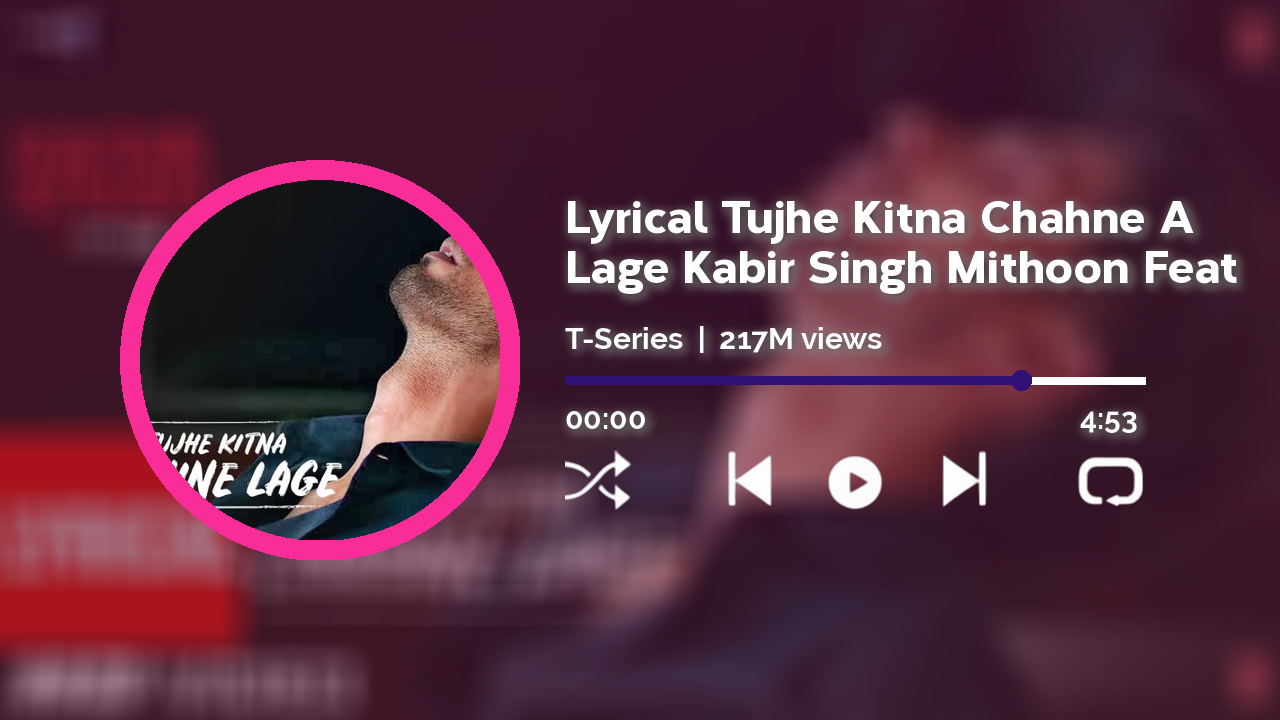 Lyrical Tujhe Kitna Chahne A
Lage Kabir Singh Mithoon Feat
T-Series | 217M views
00:00
4:53
UJHE KITNA
NE LAGE